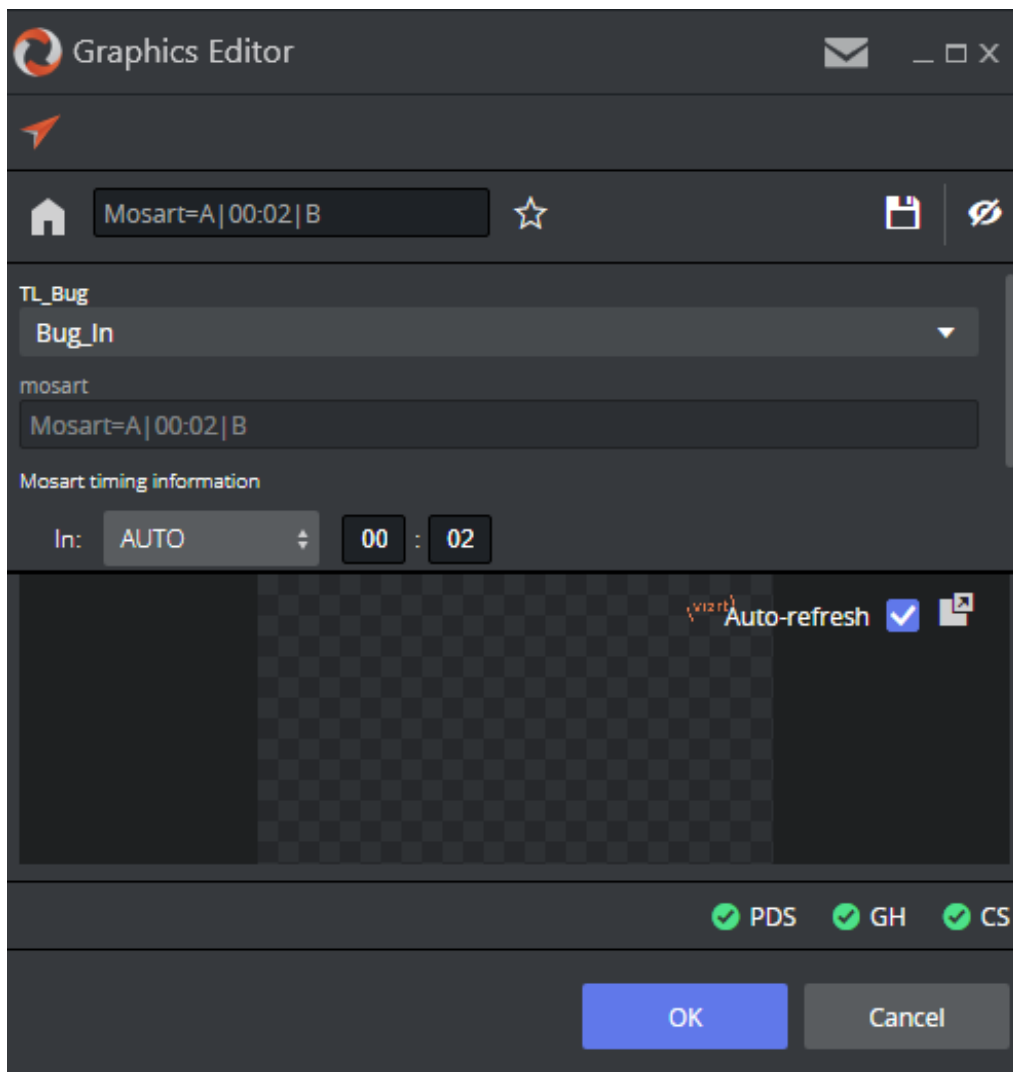 Graphics Editor
Mosart=A|00:02|B
TL_Bug
Bug_In
mosart
Mosart=A|00:02|B
Mosart timing information
In: AUTO 00 : 02
vizrt Auto-refresh
PDS GH CS
OK Cancel